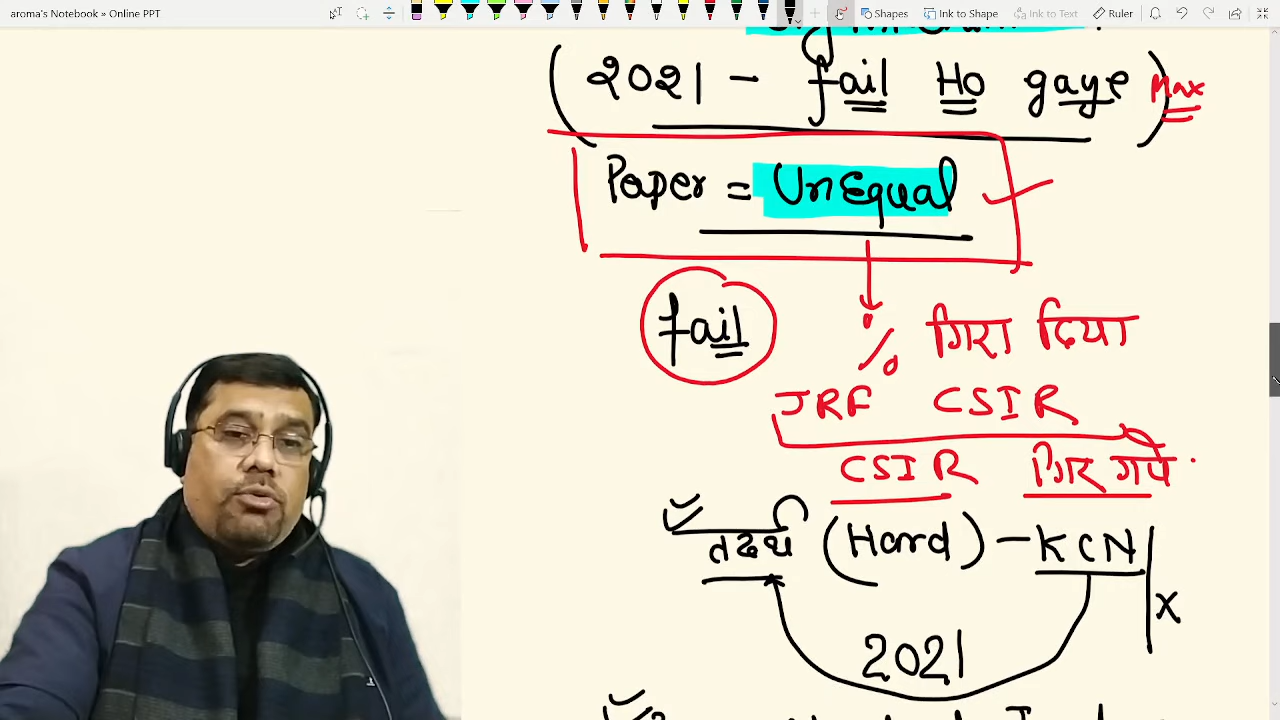 aroma's Notebook » Online PPT
Shapes Ink to Shape Ink to Text Ruler
(2021 - fail Ho gaye) Max
Paper = UnEqual
fail % गिरा दिया
JRF CSIR
CSIR गिर गये
तदर्थ (Hard) - KCN X
2021